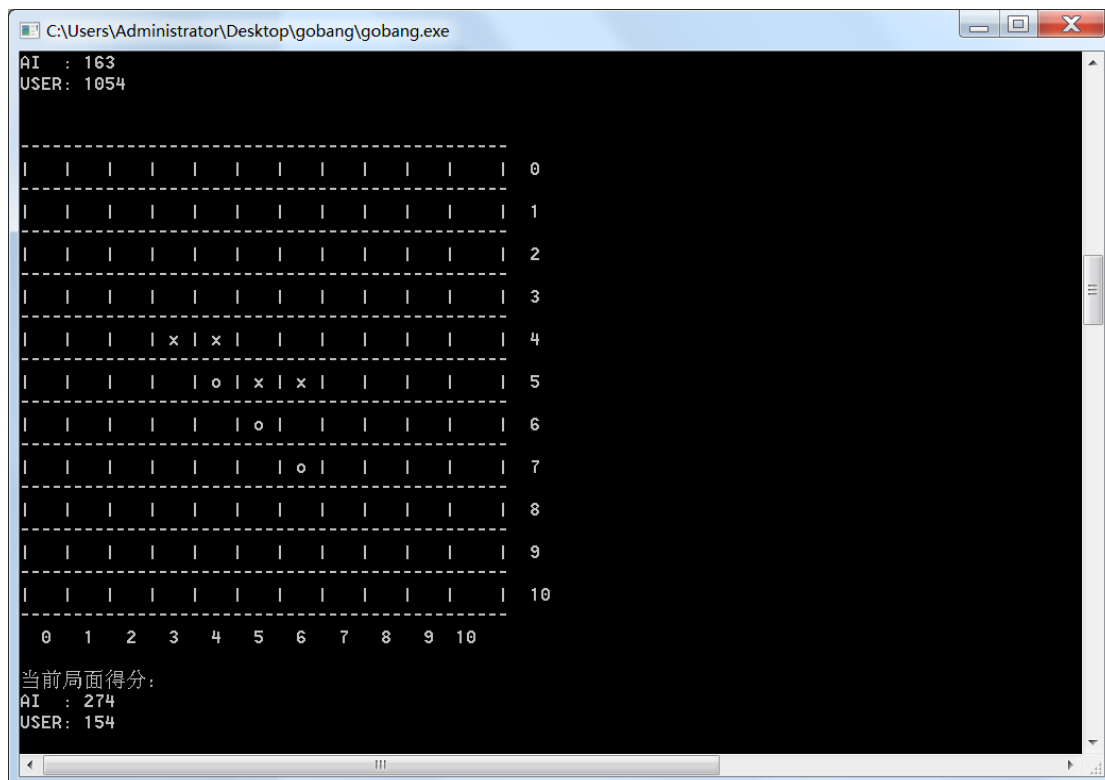 C:\Users\Administrator\Desktop\gobang\gobang.exe
AI  : 163
USER: 1054
---------------------------------------------
|   |   |   |   |   |   |   |   |   |   |    |  0
---------------------------------------------
|   |   |   |   |   |   |   |   |   |   |    |  1
---------------------------------------------
|   |   |   |   |   |   |   |   |   |   |    |  2
---------------------------------------------
|   |   |   |   |   |   |   |   |   |   |    |  3
---------------------------------------------
|   |   |   | x | x |   |   |   |   |   |    |  4
---------------------------------------------
|   |   |   |   | o | x | x |   |   |   |    |  5
---------------------------------------------
|   |   |   |   |   | o |   |   |   |   |    |  6
---------------------------------------------
|   |   |   |   |   |   | o |   |   |   |    |  7
---------------------------------------------
|   |   |   |   |   |   |   |   |   |   |    |  8
---------------------------------------------
|   |   |   |   |   |   |   |   |   |   |    |  9
---------------------------------------------
|   |   |   |   |   |   |   |   |   |   |    |  10
---------------------------------------------
0   1   2   3   4   5   6   7   8   9  10
当前局面得分:
AI  : 274
USER: 154